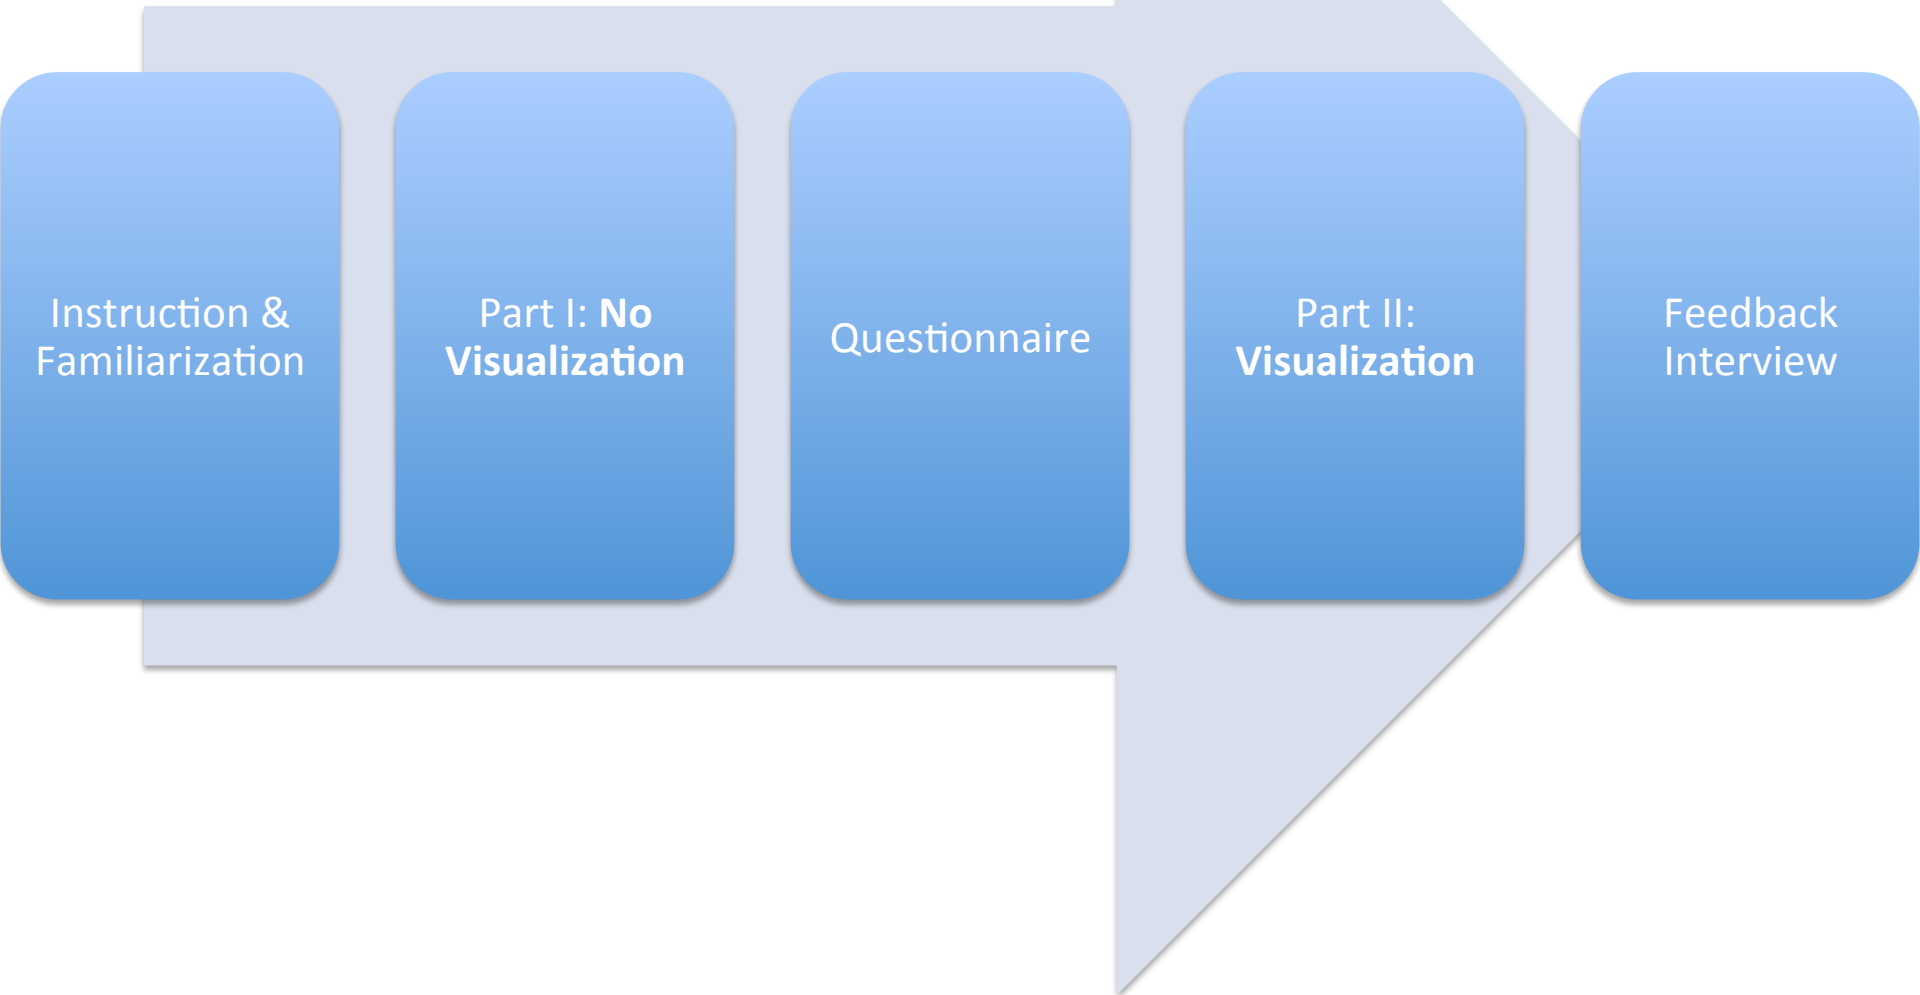 Instruction &
Familiarization
Part I: No
Visualization
Questionnaire
Part II:
Visualization
Feedback
Interview